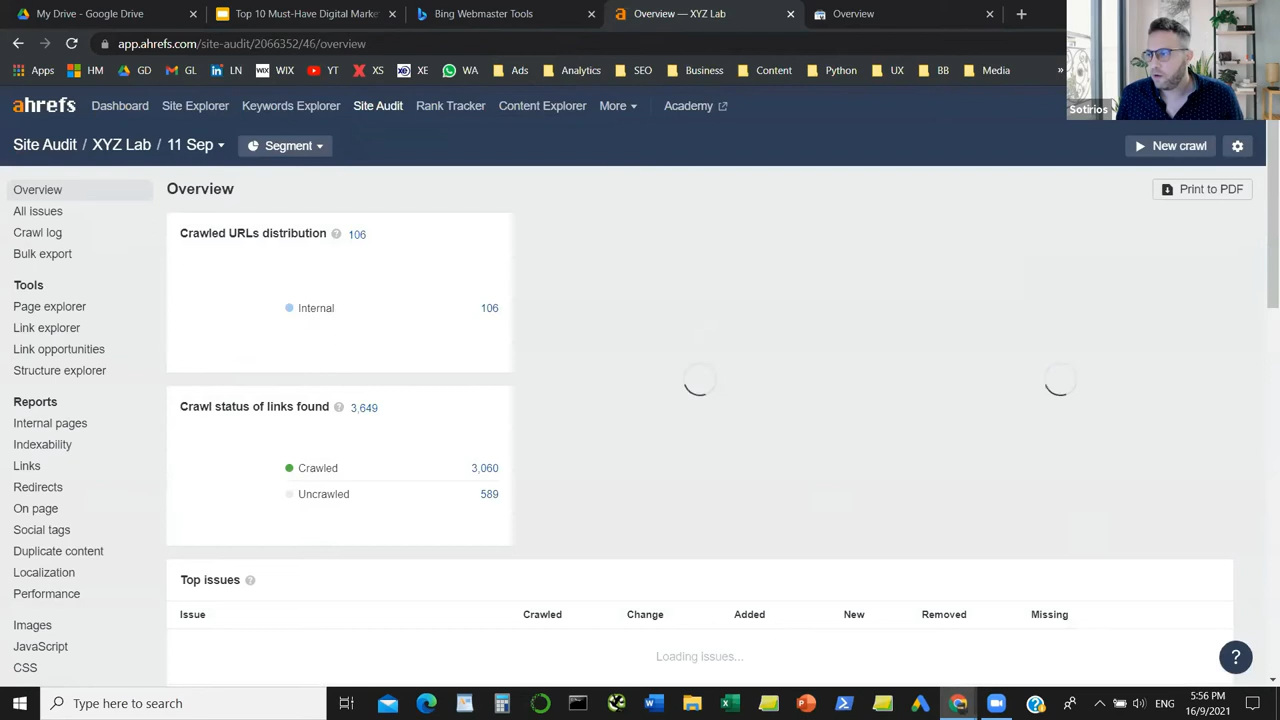 My Drive - Google Drive
Top 10 Must-Have Digital Marke
Bing Webmaster Tools
Overview — XYZ Lab
Overview
app.ahrefs.com/site-audit/2066352/46/overview
Apps HM GD GL LN WIX YT XS XE WA ADS Analytics SEO Business Content Python UX BB Media »
Sotirios
ahrefs Dashboard Site Explorer Keywords Explorer Site Audit Rank Tracker Content Explorer More Academy
Site Audit / XYZ Lab / 11 Sep Segment New crawl
Overview
All issues
Crawl log
Bulk export
Tools
Page explorer
Link explorer
Link opportunities
Structure explorer
Reports
Internal pages
Indexability
Links
Redirects
On page
Social tags
Duplicate content
Localization
Performance
Images
JavaScript
CSS
Overview
Print to PDF
Crawled URLs distribution ? 106
Internal 106
Crawl status of links found ? 3,649
Crawled 3,060
Uncrawled 589
Top issues ?
Issue Crawled Change Added New Removed Missing
Loading issues...
?
Type here to search
ENG
5:56 PM
16/9/2021